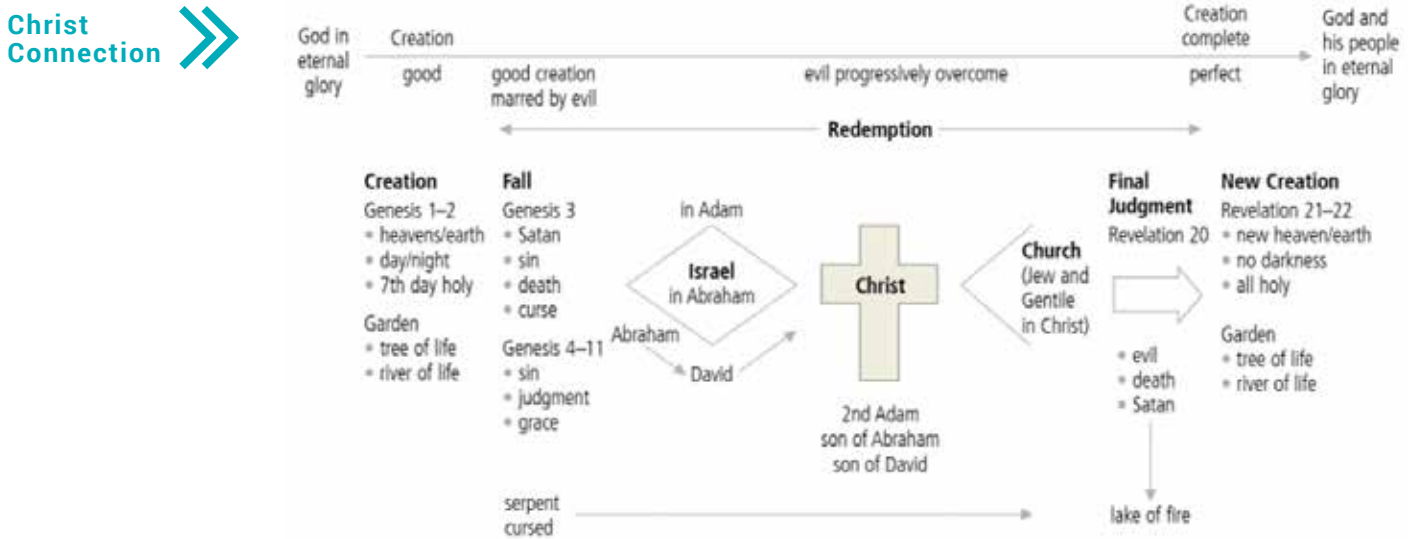 Christ
Connection
God in
eternal
glory
Creation
good
good creation
marred by evil
evil progressively overcome
Creation
complete
perfect
God and
his people
in eternal
glory
Redemption
Creation
Genesis 1–2
• heavens/earth
• day/night
• 7th day holy
Garden
• tree of life
• river of life
Fall
Genesis 3
• Satan
• sin
• death
• curse
Genesis 4–11
• sin
• judgment
• grace
in Adam
Israel
in Abraham
Abraham
David
Christ
2nd Adam
son of Abraham
son of David
Church
(Jew and
Gentile
in Christ)
Final
Judgment
Revelation 20
• evil
• death
• Satan
lake of fire
New Creation
Revelation 21–22
• new heaven/earth
• no darkness
• all holy
Garden
• tree of life
• river of life
serpent
cursed